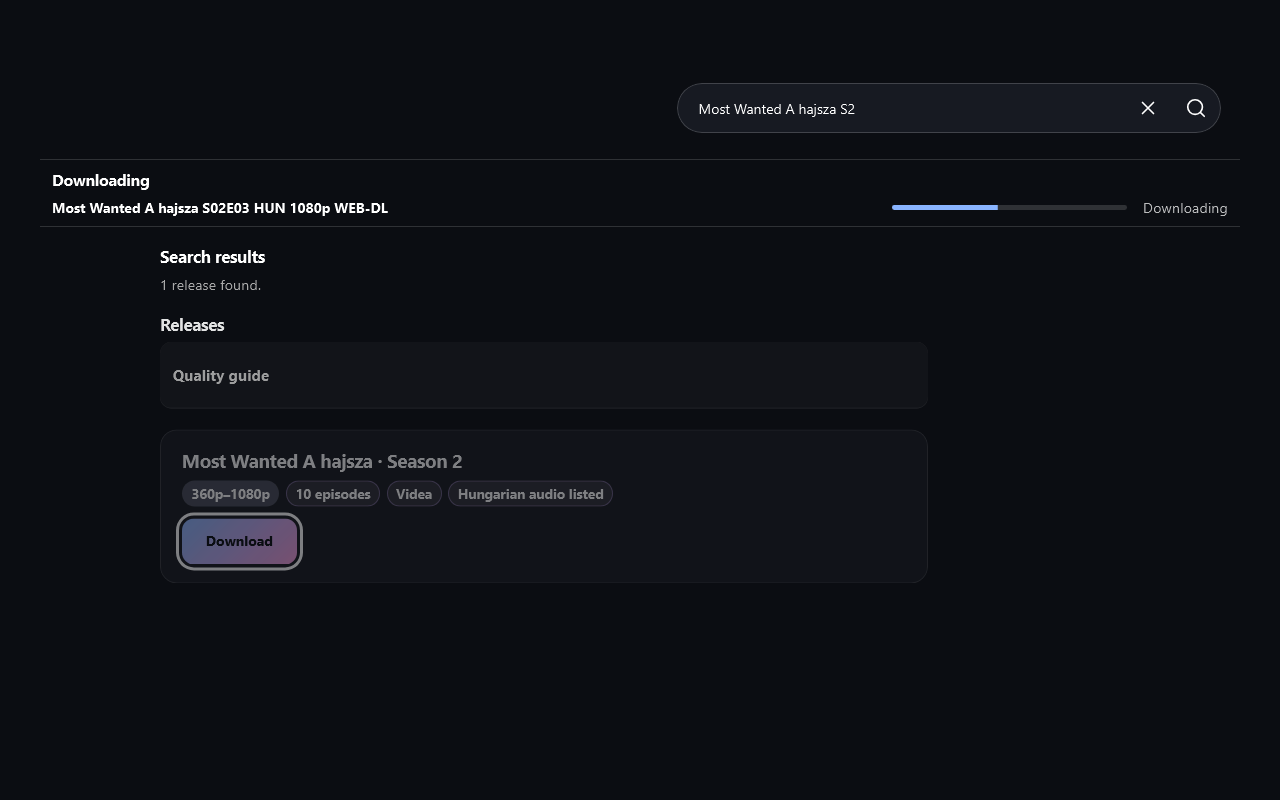 Most Wanted A hajsza S2
Downloading
Most Wanted A hajsza S02E03 HUN 1080p WEB-DL
Downloading
Search results
1 release found.
Releases
Quality guide
Most Wanted A hajsza · Season 2
360p–1080p
10 episodes
Videa
Hungarian audio listed
Download